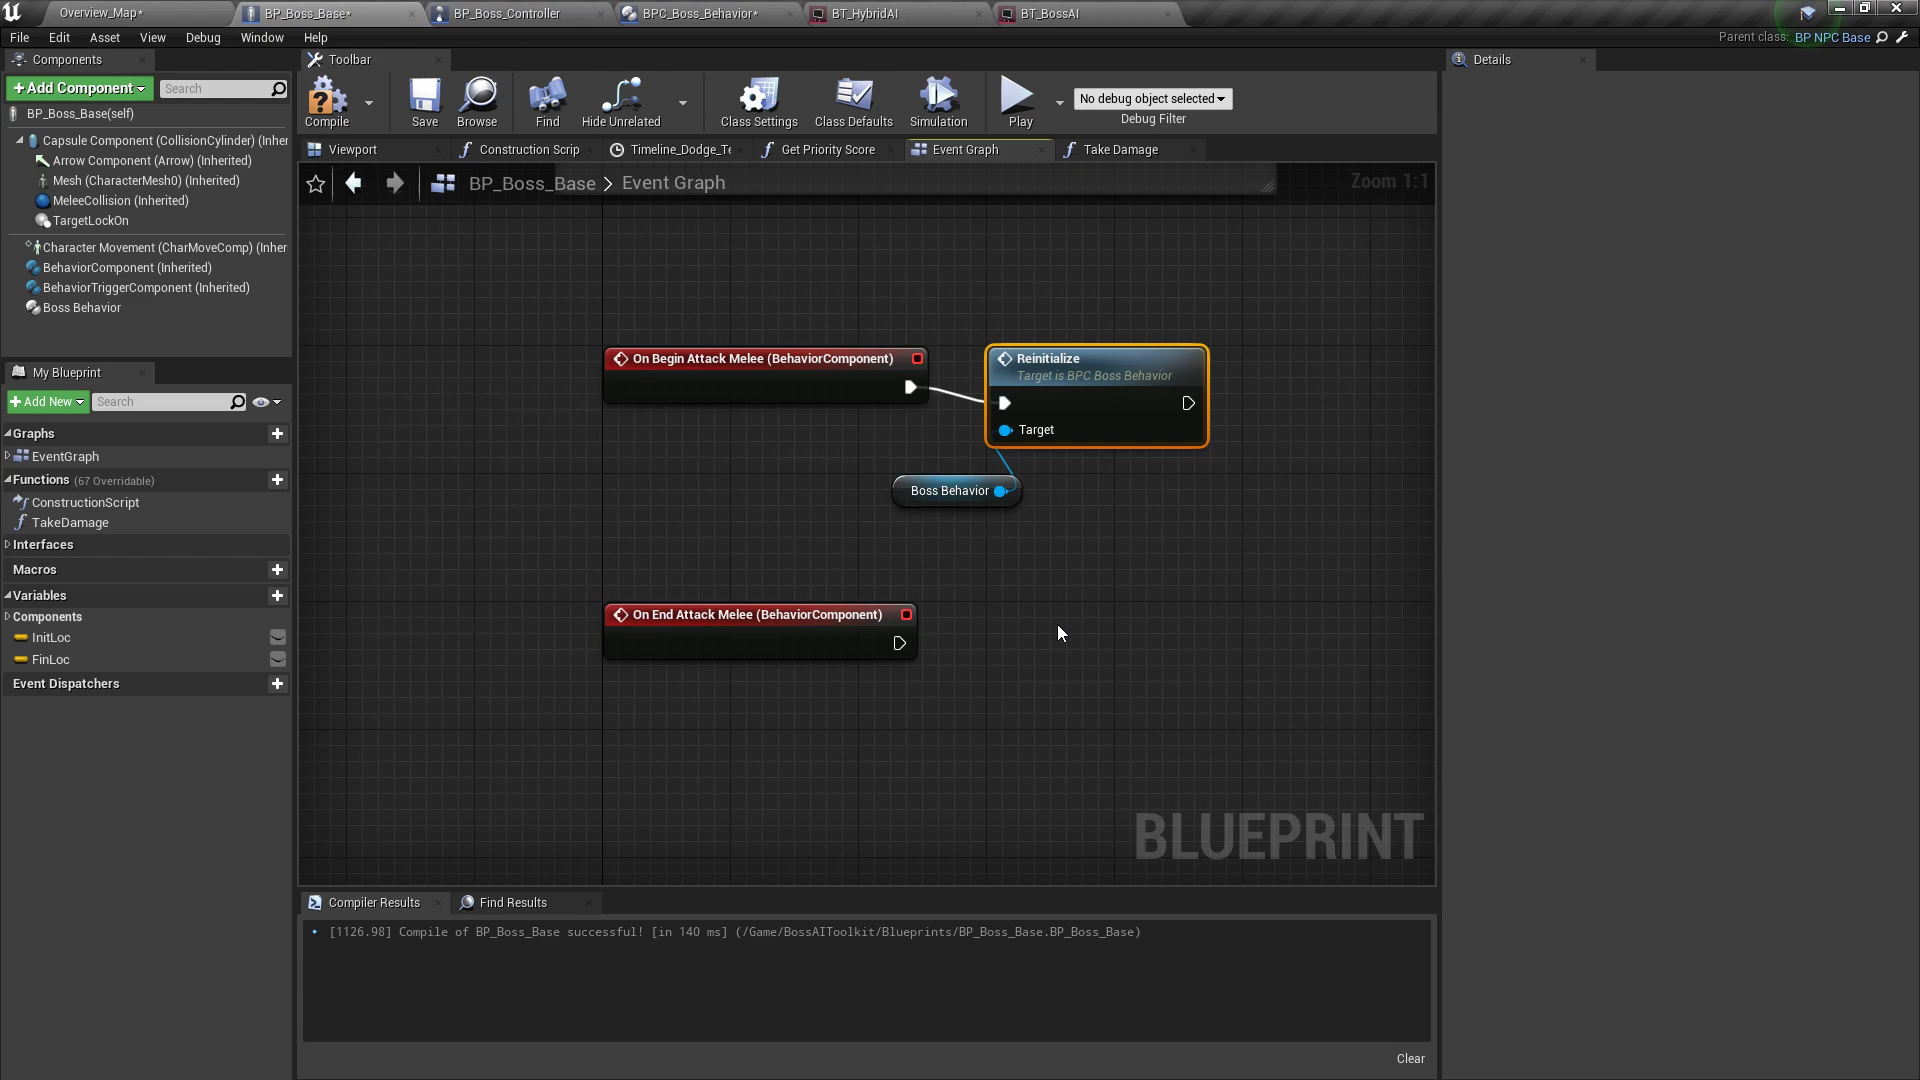 Overview_Map*
BP_Boss_Base*
BP_Boss_Controller
BPC_Boss_Behavior*
BT_HybridAI
BT_BossAI
File Edit Asset View Debug Window Help
Parent class: BP NPC Base
Components
+Add Component
Search
BP_Boss_Base(self)
Capsule Component (CollisionCylinder) (Inher
Arrow Component (Arrow) (Inherited)
Mesh (CharacterMesh0) (Inherited)
MeleeCollision (Inherited)
TargetLockOn
Character Movement (CharMoveComp) (Inher
BehaviorComponent (Inherited)
BehaviorTriggerComponent (Inherited)
Boss Behavior
My Blueprint
+Add New
Search
Graphs
EventGraph
Functions (67 Overridable)
ConstructionScript
TakeDamage
Interfaces
Macros
Variables
Components
InitLoc
FinLoc
Event Dispatchers
Toolbar
Compile
Save
Browse
Find
Hide Unrelated
Class Settings
Class Defaults
Simulation
Play
No debug object selected
Debug Filter
Viewport
Construction Scrip
Timeline_Dodge_Te
Get Priority Score
Event Graph
Take Damage
BP_Boss_Base > Event Graph
Zoom 1:1
On Begin Attack Melee (BehaviorComponent)
Reinitialize
Target is BPC Boss Behavior
Target
Boss Behavior
On End Attack Melee (BehaviorComponent)
BLUEPRINT
Compiler Results
Find Results
[1126.98] Compile of BP_Boss_Base successful! [in 140 ms] (/Game/BossAIToolkit/Blueprints/BP_Boss_Base.BP_Boss_Base)
Clear
Details